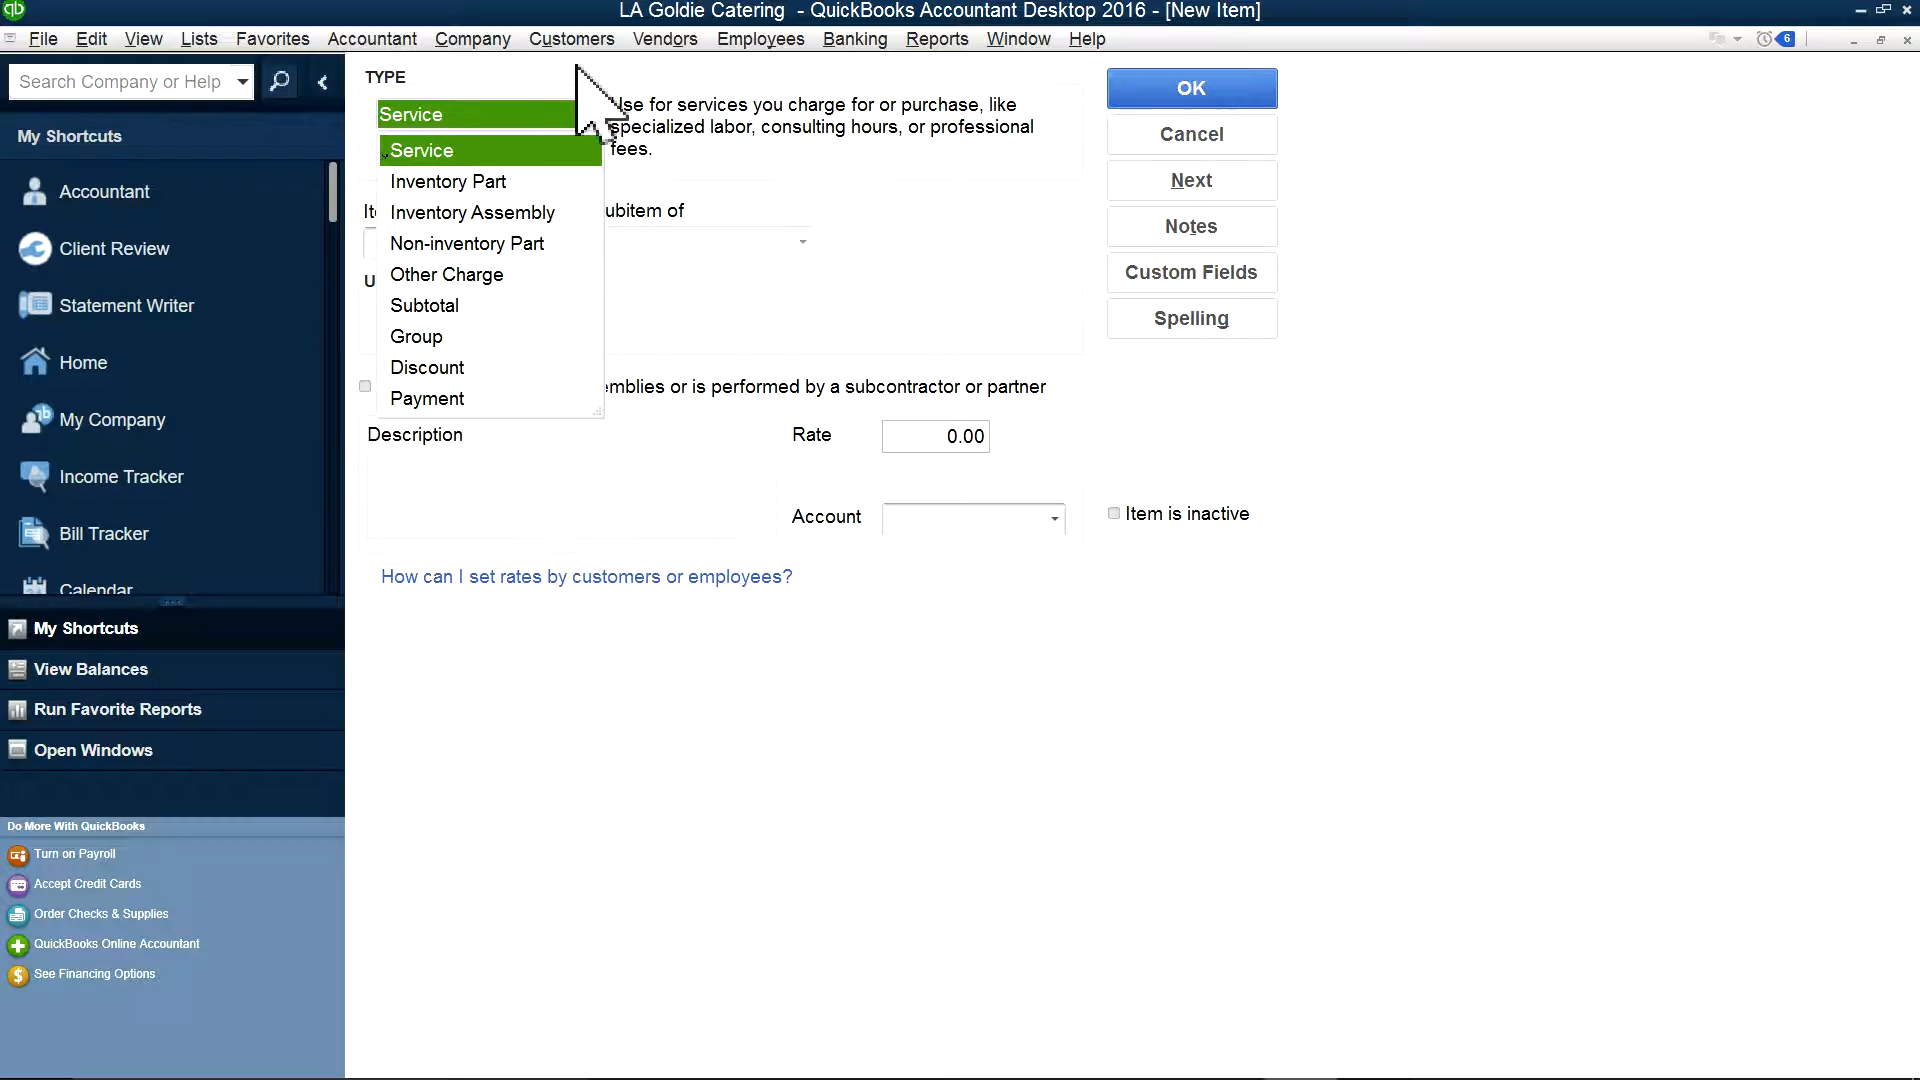 LA Goldie Catering - QuickBooks Accountant Desktop 2016 - [New Item]
File Edit View Lists Favorites Accountant Company Customers Vendors Employees Banking Reports Window Help
6
Search Company or Help
My Shortcuts
Accountant
Client Review
Statement Writer
Home
My Company
Income Tracker
Bill Tracker
Calendar
My Shortcuts
View Balances
Run Favorite Reports
Open Windows
Do More With QuickBooks
Turn on Payroll
Accept Credit Cards
Order Checks & Supplies
QuickBooks Online Accountant
See Financing Options
TYPE
Service
Use for services you charge for or purchase, like
specialized labor, consulting hours, or professional
fees.
Service
Inventory Part
Inventory Assembly
Non-inventory Part
Other Charge
Subtotal
Group
Discount
Payment
ubitem of
emblies or is performed by a subcontractor or partner
Description
Rate
0.00
Account
How can I set rates by customers or employees?
OK
Cancel
Next
Notes
Custom Fields
Spelling
Item is inactive